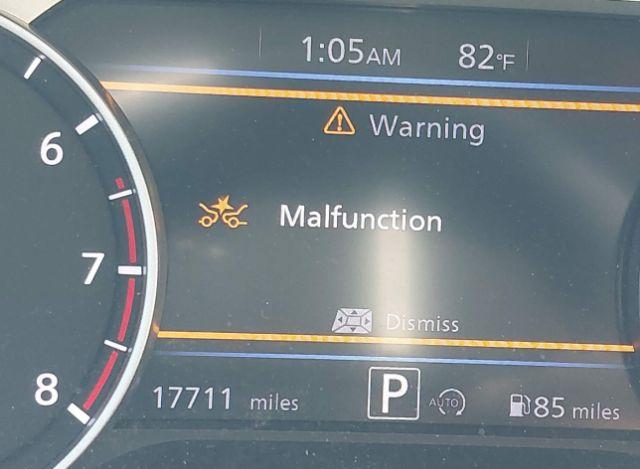 1:05AM 82°F
Warning
6
Malfunction
7
Dismiss
8
17711 miles P AUTO 85 miles